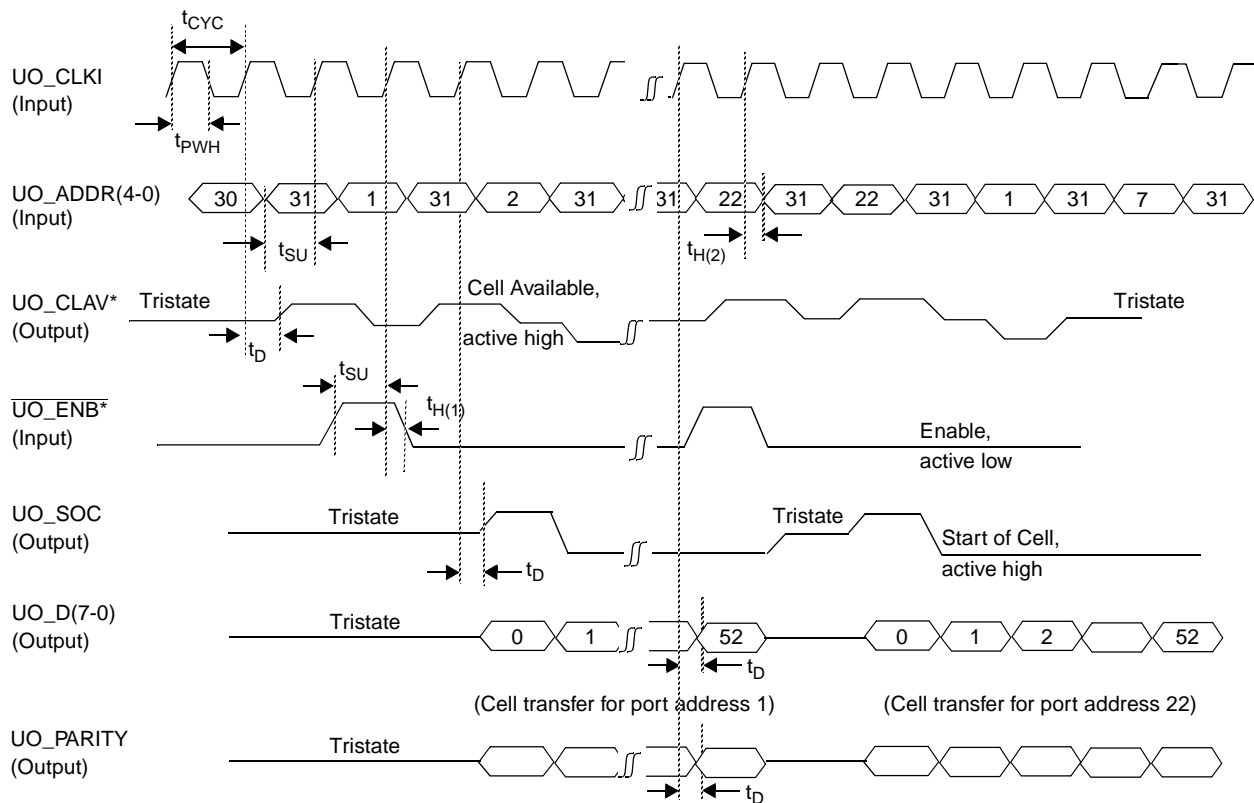 tCYC
UO_CLKI
(Input)
tPWH
UO_ADDR(4-0)
(Input)
30 31 1 31 2 31 31 22 31 22 31 1 31 7 31
tSU
tH(2)
UO_CLAV*
(Output)
Tristate
Cell Available,
active high
Tristate
tD
tSU
UO_ENB*
(Input)
tH(1)
Enable,
active low
UO_SOC
(Output)
Tristate
Tristate
Start of Cell,
active high
tD
UO_D(7-0)
(Output)
Tristate
0 1 52 0 1 2 52
tD
(Cell transfer for port address 1) (Cell transfer for port address 22)
UO_PARITY
(Output)
Tristate
tD